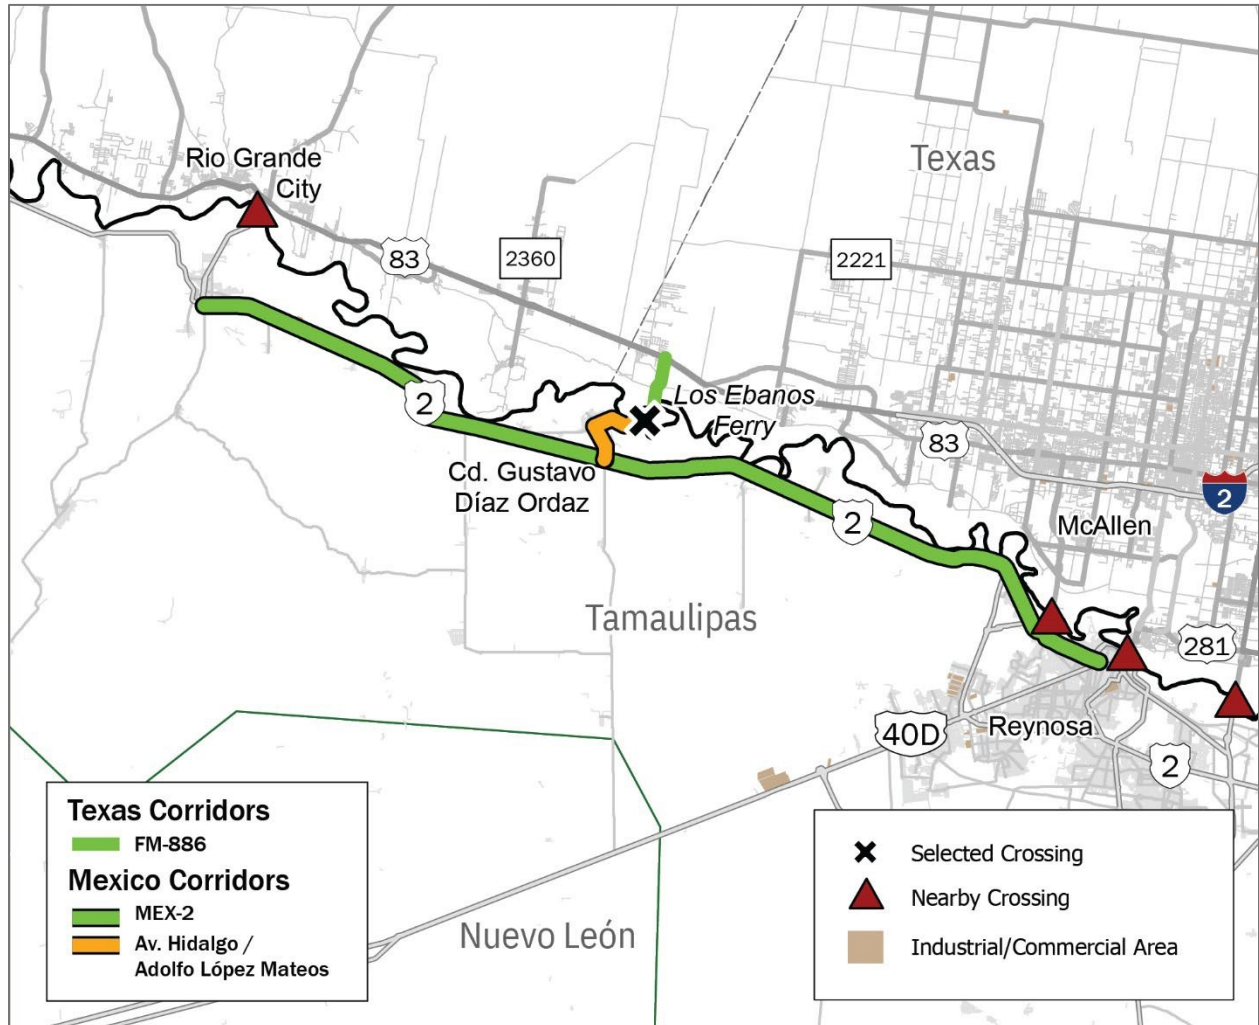 Rio Grande
City
Texas
83
2360
2221
2
Los Ebanos
Ferry
83
2
Cd. Gustavo
Díaz Ordaz
2
McAllen
Tamaulipas
281
Reynosa
40D
2
Nuevo León
Texas Corridors
FM-886
Mexico Corridors
MEX-2
Av. Hidalgo /
Adolfo López Mateos
Selected Crossing
Nearby Crossing
Industrial/Commercial Area